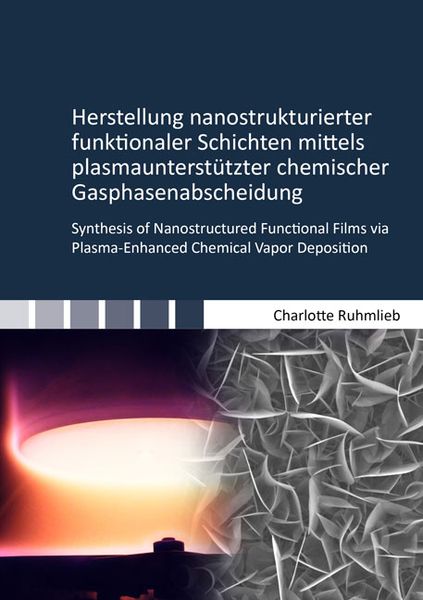 Herstellung nanostrukturierter
funktionaler Schichten mittels
plasmaunterstützter chemischer
Gasphasenabscheidung
Synthesis of Nanostructured Functional Films via
Plasma-Enhanced Chemical Vapor Deposition
Charlotte Ruhmlieb